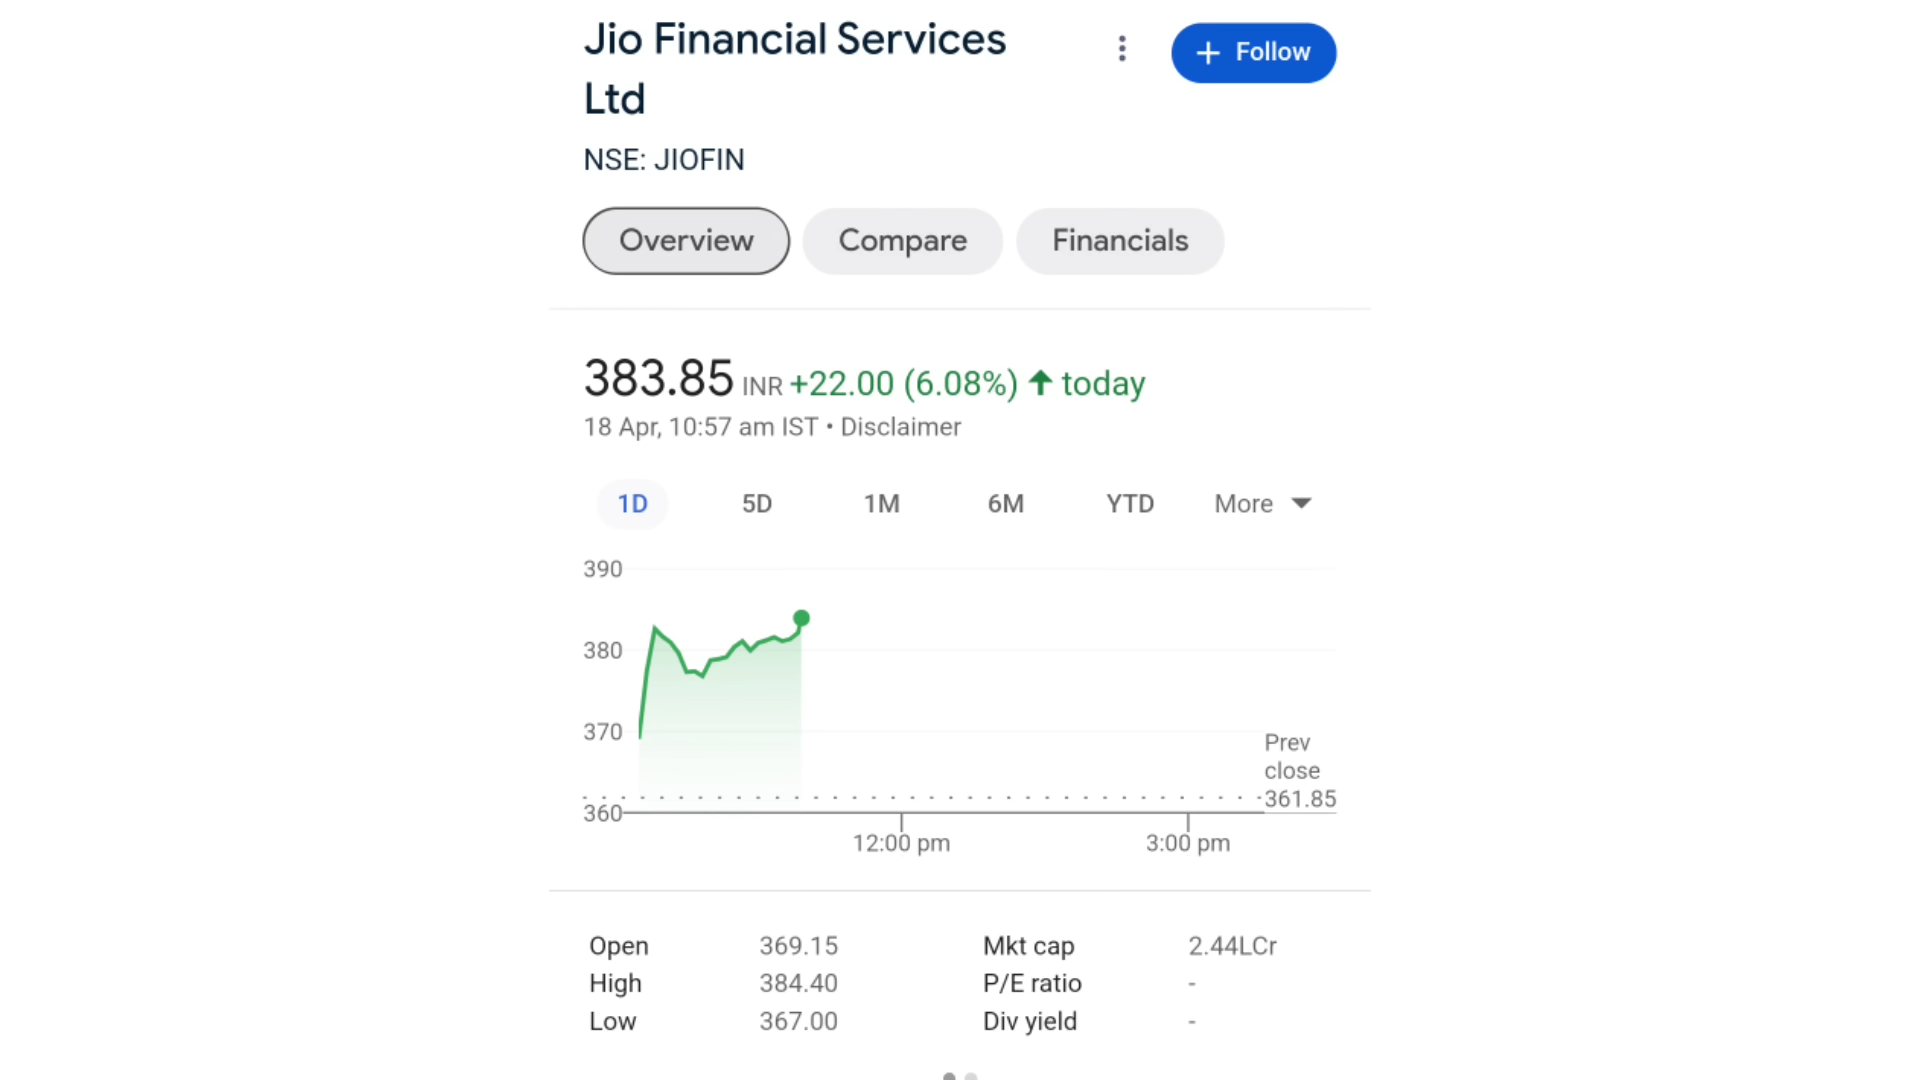 Jio Financial Services
Ltd
+ Follow
NSE: JIOFIN
Overview
Compare
Financials
383.85 INR +22.00 (6.08%) ↑ today
18 Apr, 10:57 am IST • Disclaimer
1D 5D 1M 6M YTD More
390
380
370
360
Prev
close
361.85
12:00 pm 3:00 pm
Open 369.15 Mkt cap 2.44LCr
High 384.40 P/E ratio -
Low 367.00 Div yield -